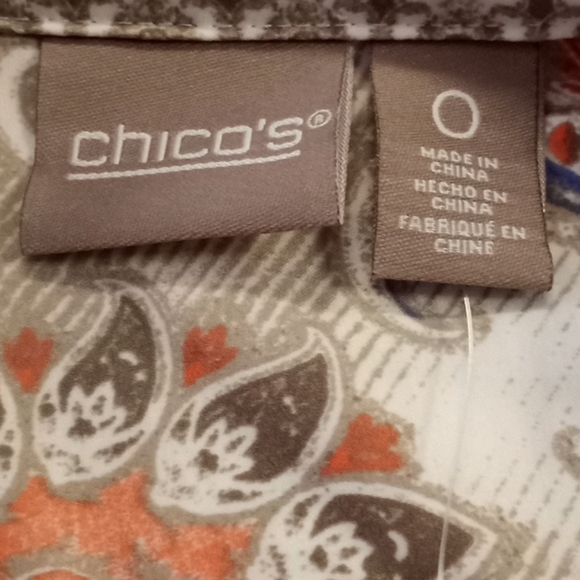 chico's®
0
MADE IN
CHINA
HECHO EN
CHINA
FABRIQUÉ EN
CHINE